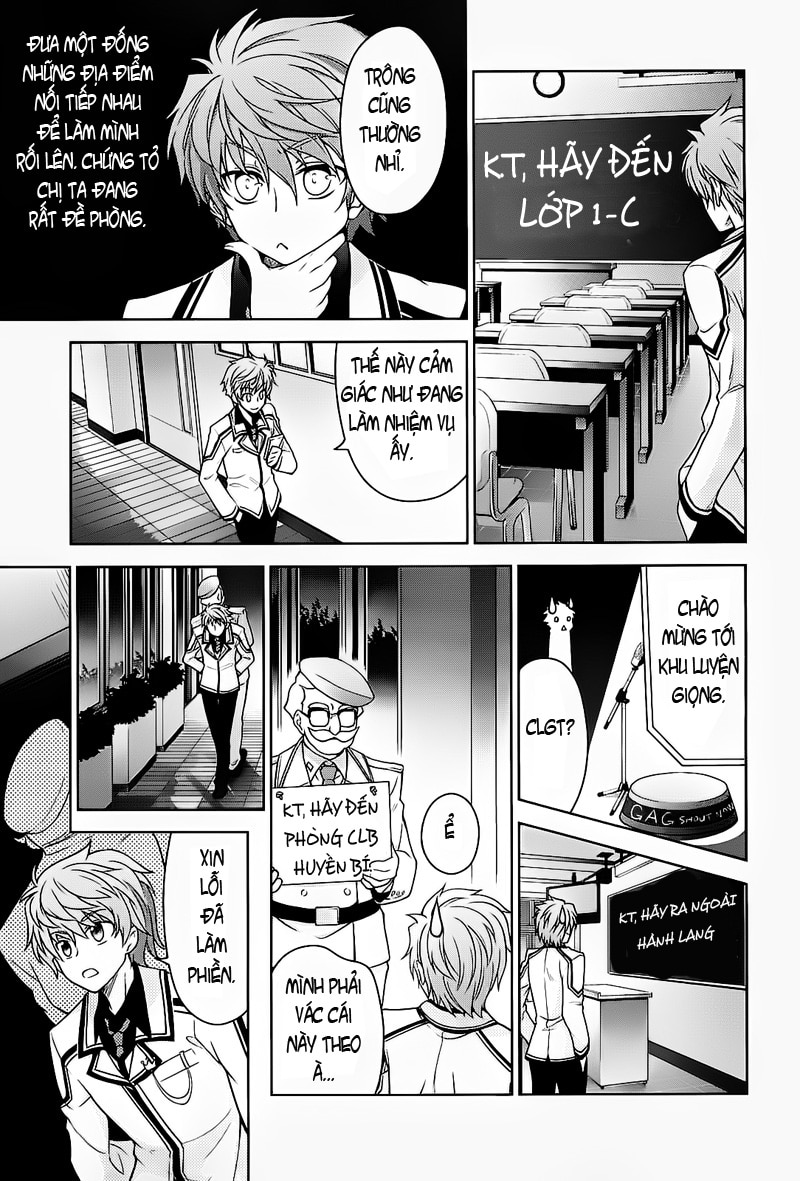 KT, HÃY ĐẾN
LỚP 1-C
TRÔNG
CŨNG
THƯỜNG
NHỈ.
ĐƯA MỘT ĐỐNG
NHỮNG ĐỊA ĐIỂM
NỐI TIẾP NHAU
ĐỂ LÀM MÌNH
RỐI LÊN. CHỨNG TỎ
CHỊ TA ĐANG
RẤT ĐỀ PHÒNG.
THẾ NÀY CẢM
GIÁC NHƯ ĐANG
LÀM NHIỆM VỤ
ẤY.
CHÀO
MỪNG TỚI
KHU LUYỆN
GIỌNG.
CLGT?
GAG SHOUT
KT, HÃY RA NGOÀI
HÀNH LANG
KT, HÃY ĐẾN
PHÒNG CLB
HUYỀN BÍ
Ể
MÌNH PHẢI
VÁC CÁI
NÀY THEO
À...
XIN
LỖI ĐÃ
LÀM
PHIỀN.